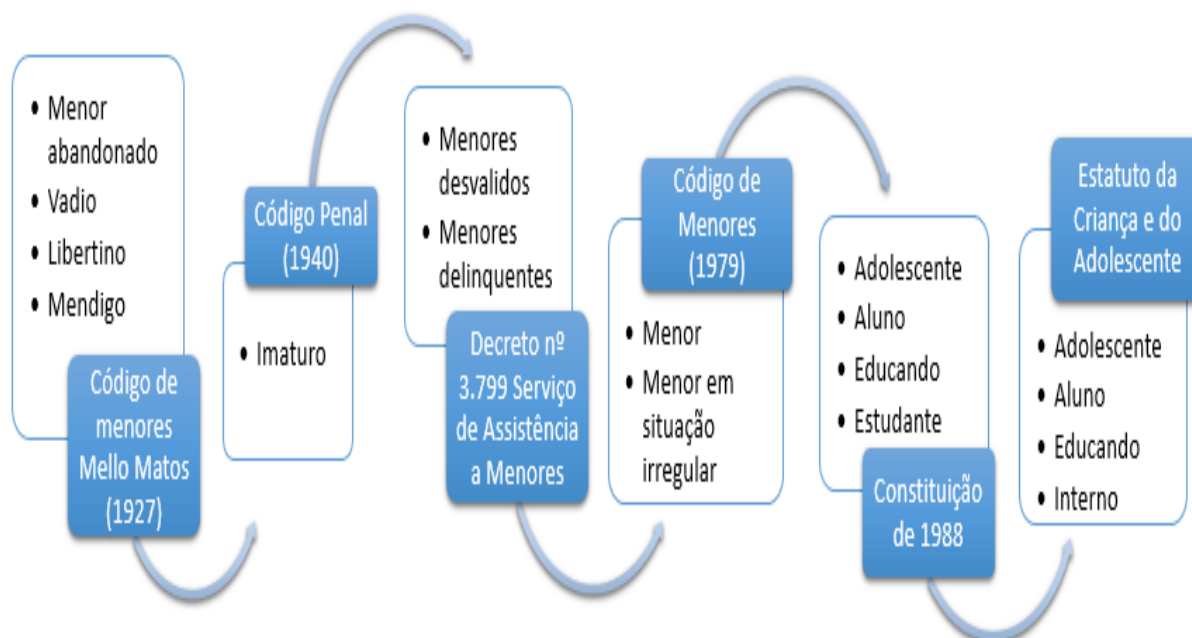 • Menor
abandonado
• Vadio
• Libertino
• Mendigo
Código de
menores
Mello Matos
(1927)
Código Penal
(1940)
• Imaturo
• Menores
desvalidos
• Menores
delinquentes
Decreto nº
3.799 Serviço
de Assistência
a Menores
Código de
Menores
(1979)
• Menor
• Menor em
situação
irregular
• Adolescente
• Aluno
• Educando
• Estudante
Constituição
de 1988
Estatuto da
Criança e do
Adolescente
• Adolescente
• Aluno
• Educando
• Interno